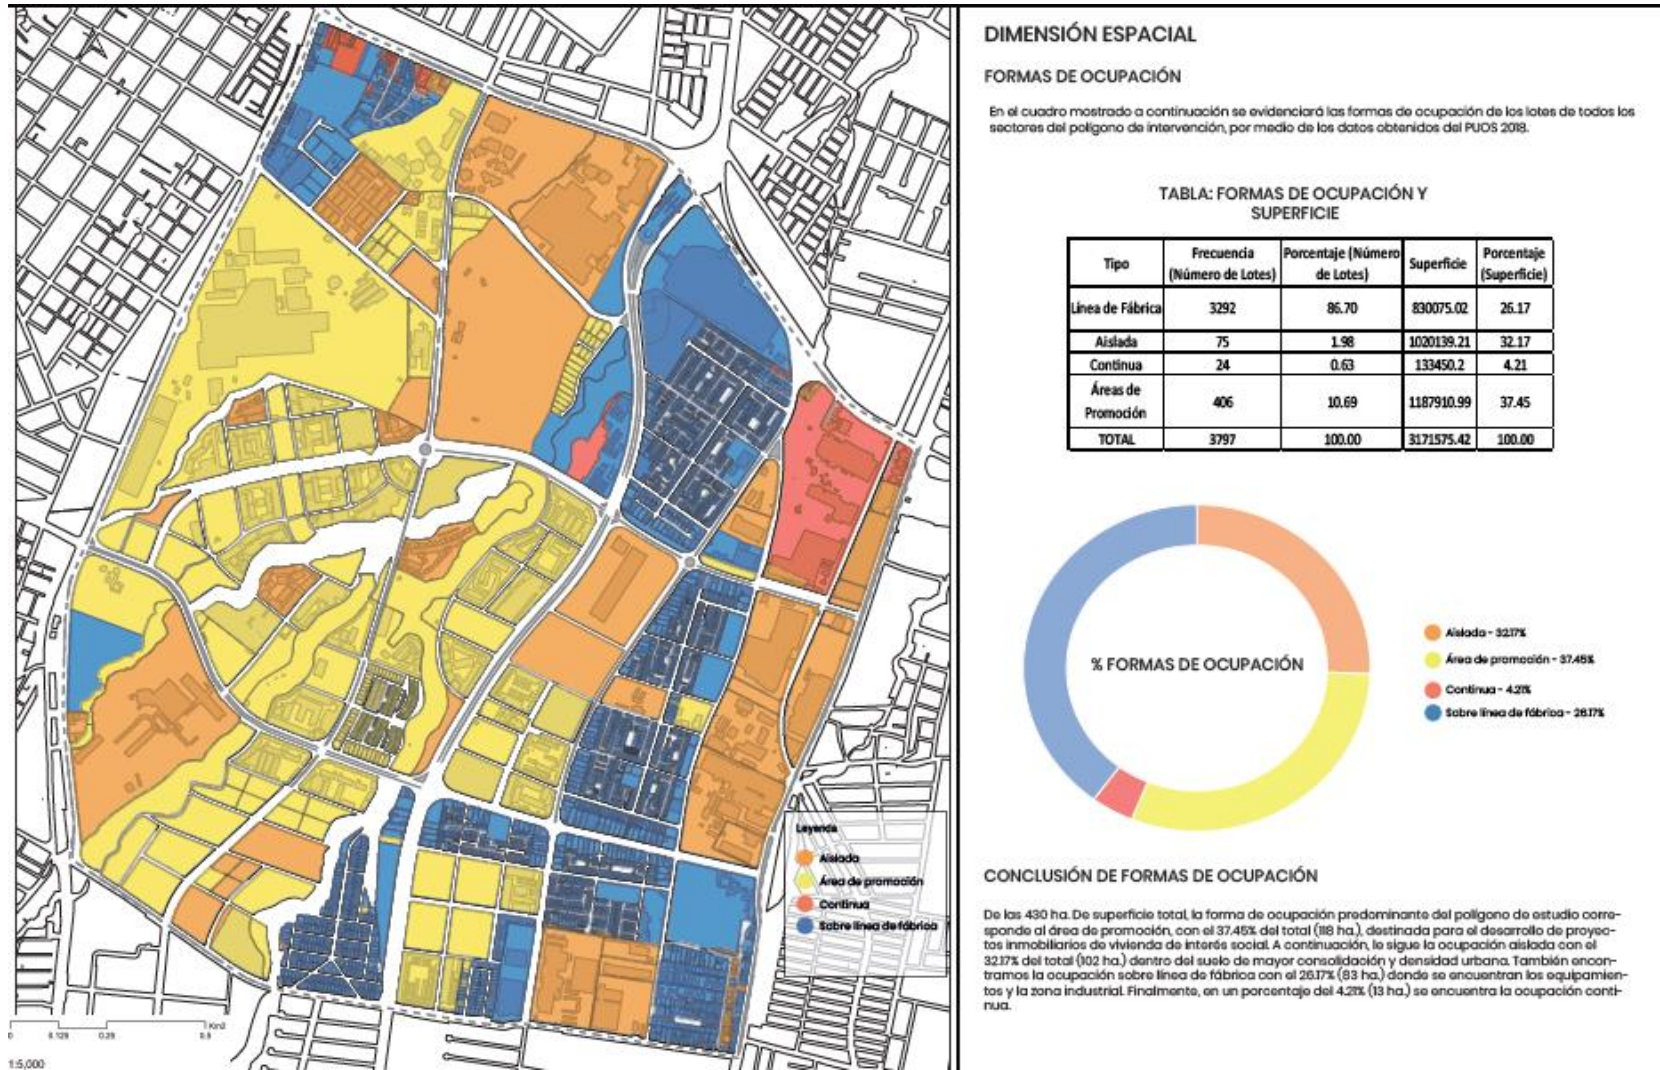 DIMENSIÓN ESPACIAL
FORMAS DE OCUPACIÓN
En el cuadro mostrado a continuación se evidenciará las formas de ocupación de los lotes de todos los
sectores del polígono de intervención, por medio de los datos obtenidos del PUOS 2018.
TABLA: FORMAS DE OCUPACIÓN Y
SUPERFICIE
Tipo Frecuencia (Número de Lotes) Porcentaje (Número de Lotes) Superficie Porcentaje (Superficie)
Línea de Fábrica 3292 86.70 830075.02 26.17
Aislada 75 1.98 1020139.21 32.17
Continua 24 0.63 133450.2 4.21
Áreas de Promoción 406 10.69 1187910.99 37.45
TOTAL 3797 100.00 3171575.42 100.00
% FORMAS DE OCUPACIÓN
Aislada - 32.17%
Área de promoción - 37.45%
Continua - 4.21%
Sobre línea de fábrica - 26.17%
CONCLUSIÓN DE FORMAS DE OCUPACIÓN
De las 430 ha. De superficie total, la forma de ocupación predominante del polígono de estudio corre-
sponde al área de promoción, con el 37.45% del total (118 ha.), destinada para el desarrollo de proyec-
tos inmobiliarios de vivienda de interés social. A continuación, le sigue la ocupación aislada con el
32.17% del total (102 ha.) dentro del suelo de mayor consolidación y densidad urbana. También encon-
tramos la ocupación sobre línea de fábrica con el 26.17% (83 ha.) donde se encuentran los equipamien-
tos y la zona industrial. Finalmente, en un porcentaje del 4.21% (13 ha.) se encuentra la ocupación conti-
nua.
Leyenda
Aislada
Área de promoción
Continua
Sobre línea de fábrica
0 0.125 0.25 0.5 Km2
1:5,000